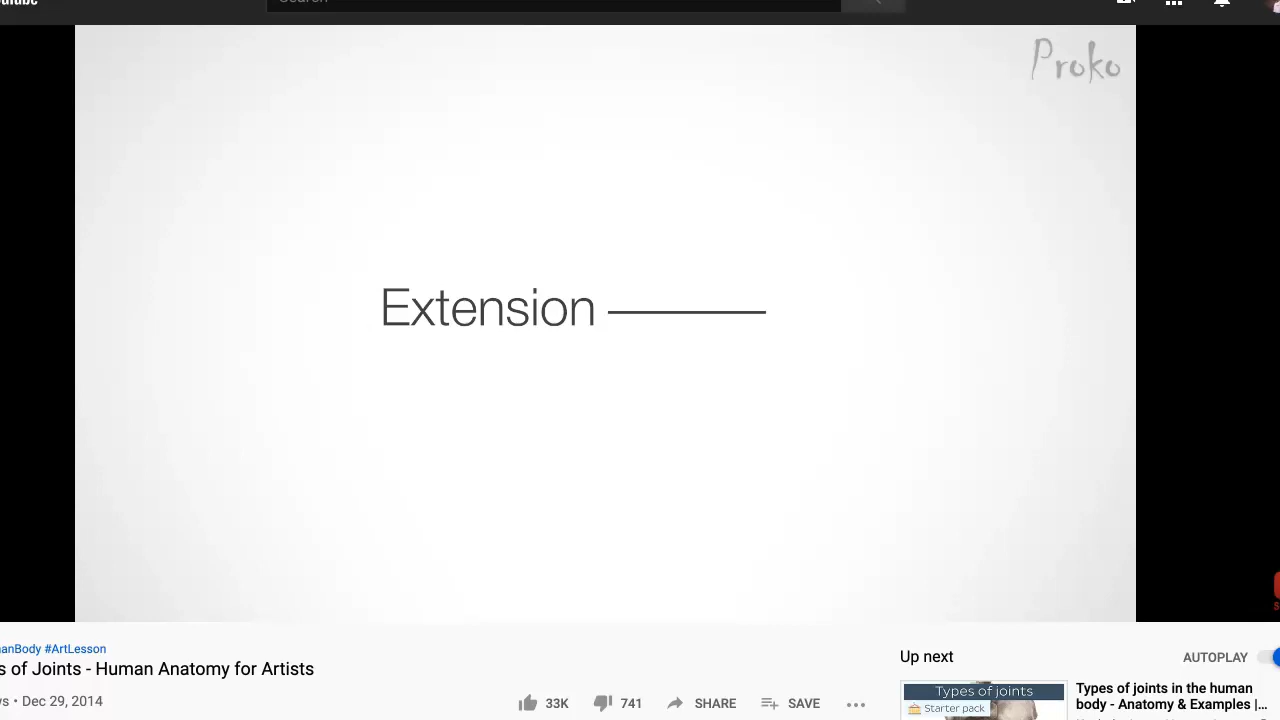 Search
Proko
Extension
#ArtLesson
of Joints - Human Anatomy for Artists
• Dec 29, 2014
33K
741
SHARE
SAVE
Up next
AUTOPLAY
Types of joints
Starter pack
Types of joints in the human
body - Anatomy & Examples |...